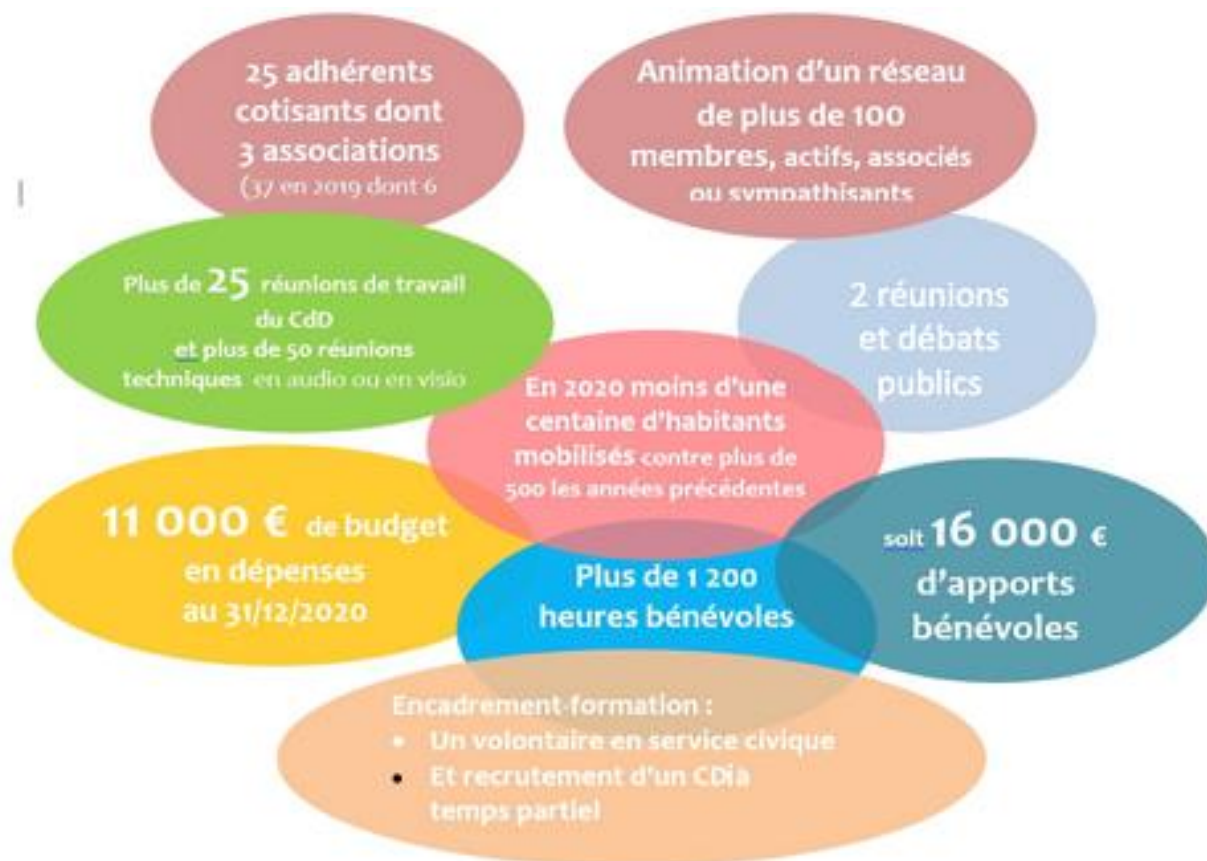 25 adhérents
cotisants dont
3 associations
(37 en 2019 dont 6
Animation d'un réseau
de plus de 100
membres, actifs, associés
ou sympathisants
Plus de 25 réunions de travail
du CdD
et plus de 50 réunions
techniques en audio ou en visio
2 réunions
et débats
publics
En 2020 moins d'une
centaine d'habitants
mobilisés contre plus de
500 les années précédentes
11 000 € de budget
en dépenses
au 31/12/2020
Plus de 1 200
heures bénévoles
soit 16 000 €
d'apports
bénévoles
Encadrement-formation :
• Un volontaire en service civique
• Et recrutement d'un CDIà
temps partiel